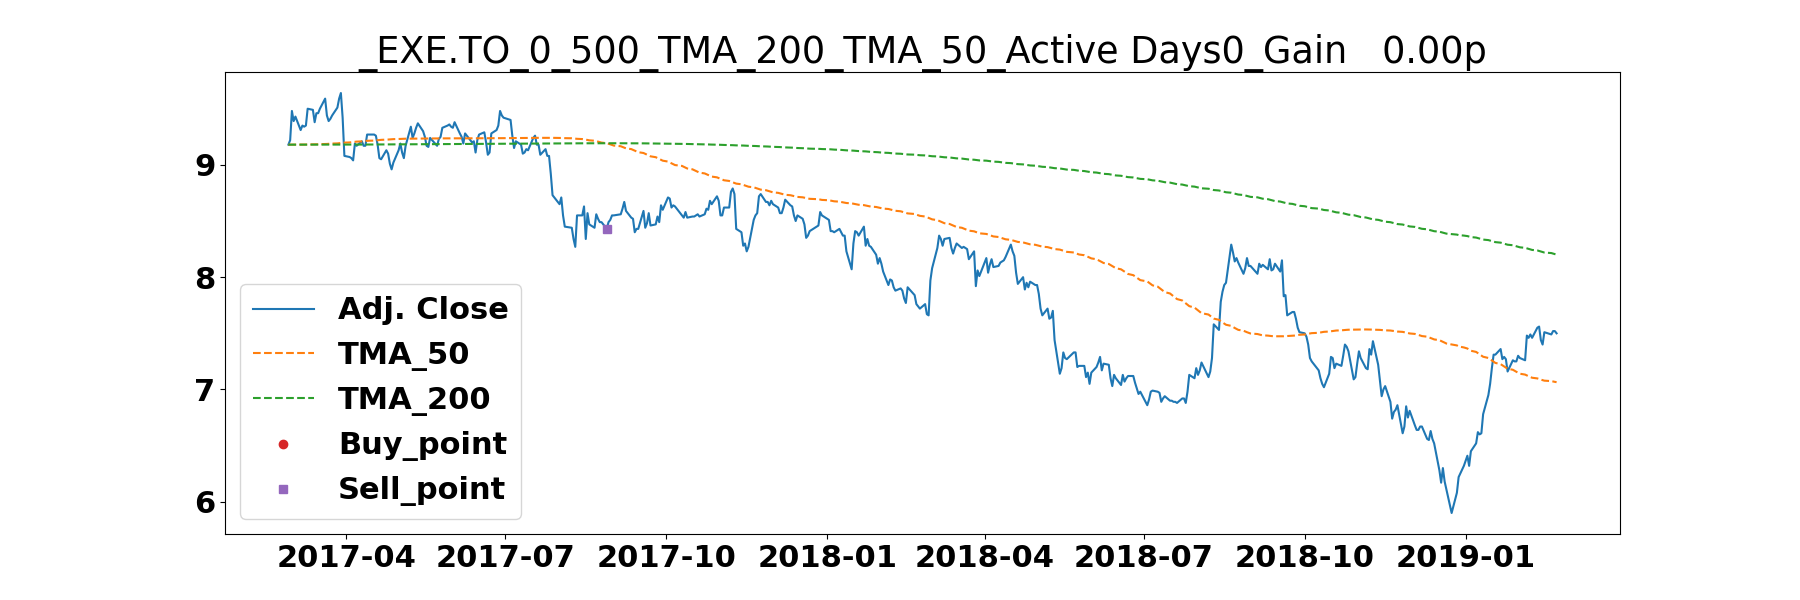 _EXE.TO_0_500_TMA_200_TMA_50_Active Days0_Gain   0.00p
9
8
7
6
Adj. Close
TMA_50
TMA_200
Buy_point
Sell_point
2017-04 2017-07 2017-10 2018-01 2018-04 2018-07 2018-10 2019-01